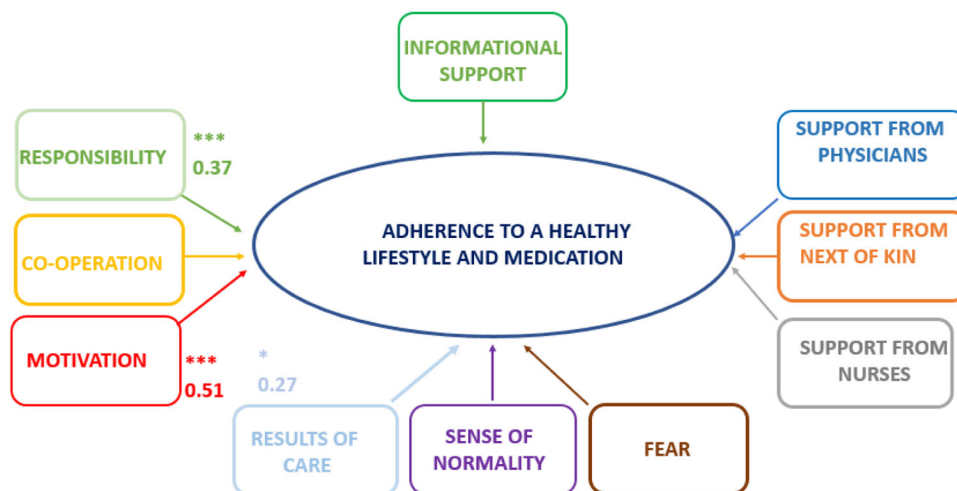 INFORMATIONAL
SUPPORT
RESPONSIBILITY
***
0.37
CO-OPERATION
MOTIVATION
***
0.51
*
0.27
ADHERENCE TO A HEALTHY
LIFESTYLE AND MEDICATION
SUPPORT FROM
PHYSICIANS
SUPPORT FROM
NEXT OF KIN
SUPPORT FROM
NURSES
RESULTS OF
CARE
SENSE OF
NORMALITY
FEAR